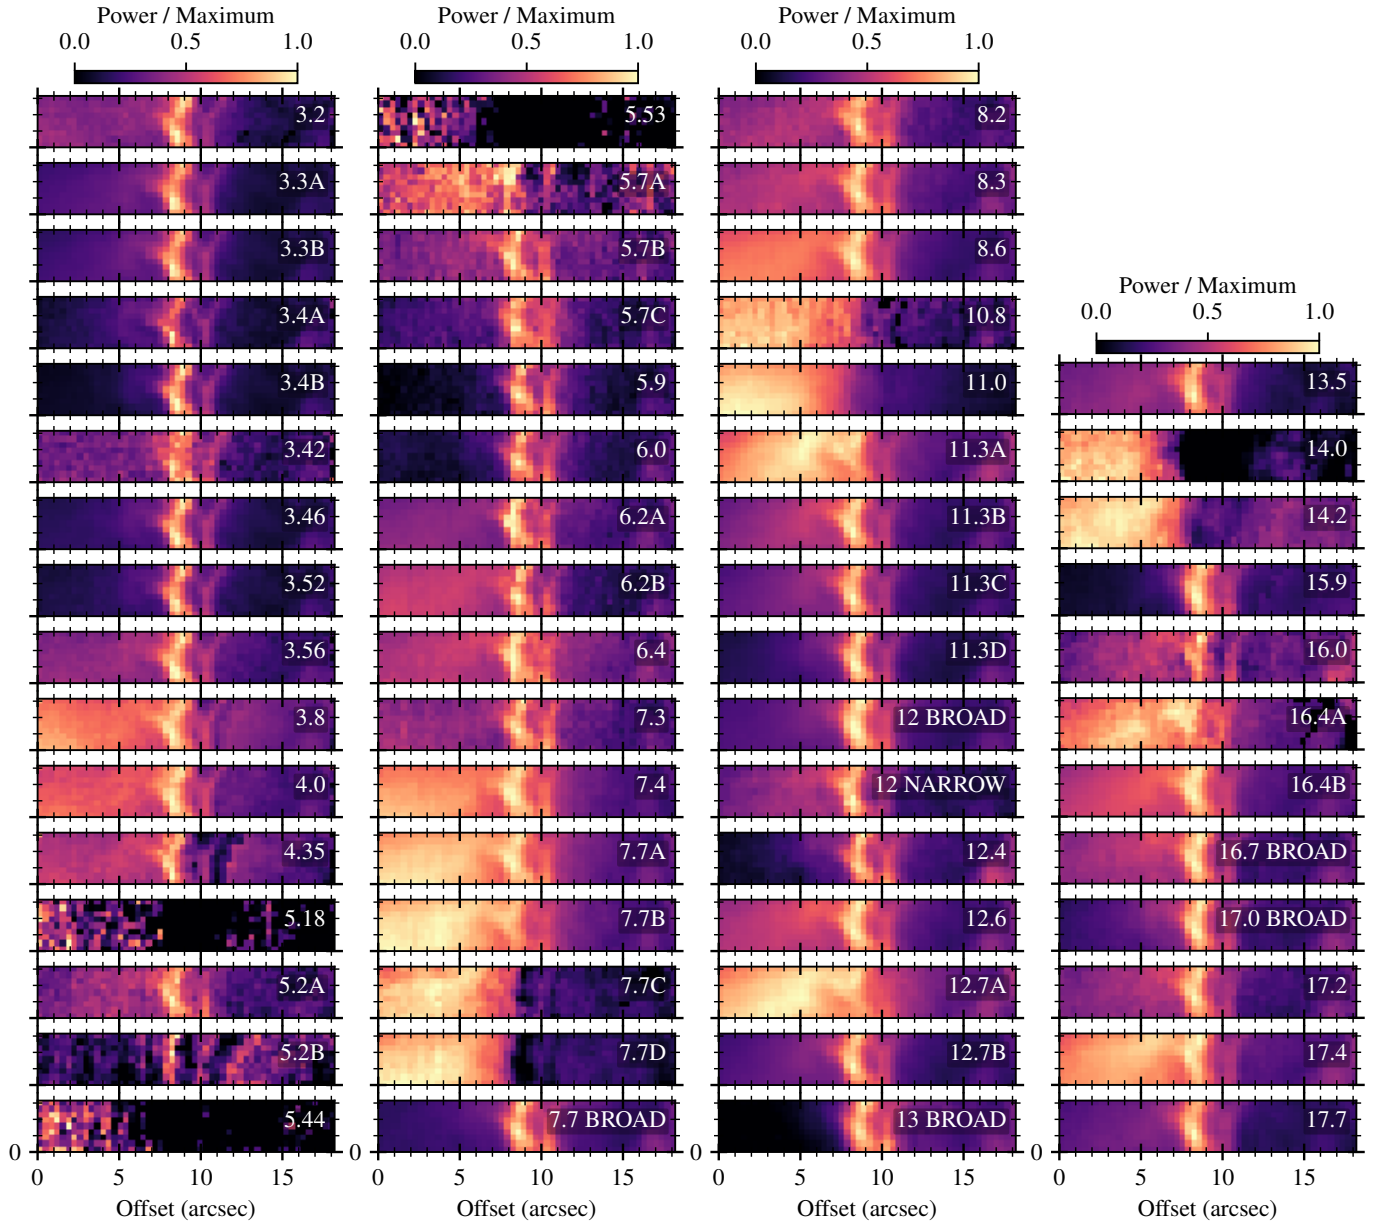 Power / Maximum
0.0 0.5 1.0
3.2
3.3A
3.3B
3.4A
3.4B
3.42
3.46
3.52
3.56
3.8
4.0
4.35
5.18
5.2A
5.2B
5.44
0
0 5 10 15
Offset (arcsec)
Power / Maximum
0.0 0.5 1.0
5.53
5.7A
5.7B
5.7C
5.9
6.0
6.2A
6.2B
6.4
7.3
7.4
7.7A
7.7B
7.7C
7.7D
7.7 BROAD
0
0 5 10 15
Offset (arcsec)
Power / Maximum
0.0 0.5 1.0
8.2
8.3
8.6
10.8
11.0
11.3A
11.3B
11.3C
11.3D
12 BROAD
12 NARROW
12.4
12.6
12.7A
12.7B
13 BROAD
0
0 5 10 15
Offset (arcsec)
Power / Maximum
0.0 0.5 1.0
13.5
14.0
14.2
15.9
16.0
16.4A
16.4B
16.7 BROAD
17.0 BROAD
17.2
17.4
17.7
0
0 5 10 15
Offset (arcsec)